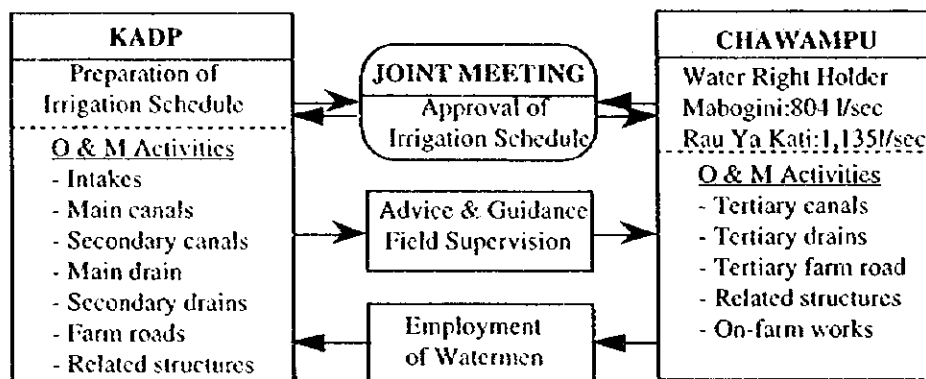 KADP
Preparation of
Irrigation Schedule
O & M Activities
- Intakes
- Main canals
- Secondary canals
- Main drain
- Secondary drains
- Farm roads
- Related structures
JOINT MEETING
Approval of
Irrigation Schedule
Advice & Guidance
Field Supervision
Employment
of Watermen
CHAWAMPU
Water Right Holder
Mabogini:804 l/sec
Rau Ya Kati:1,135l/sec
O & M Activities
- Tertiary canals
- Tertiary drains
- Tertiary farm road
- Related structures
- On-farm works